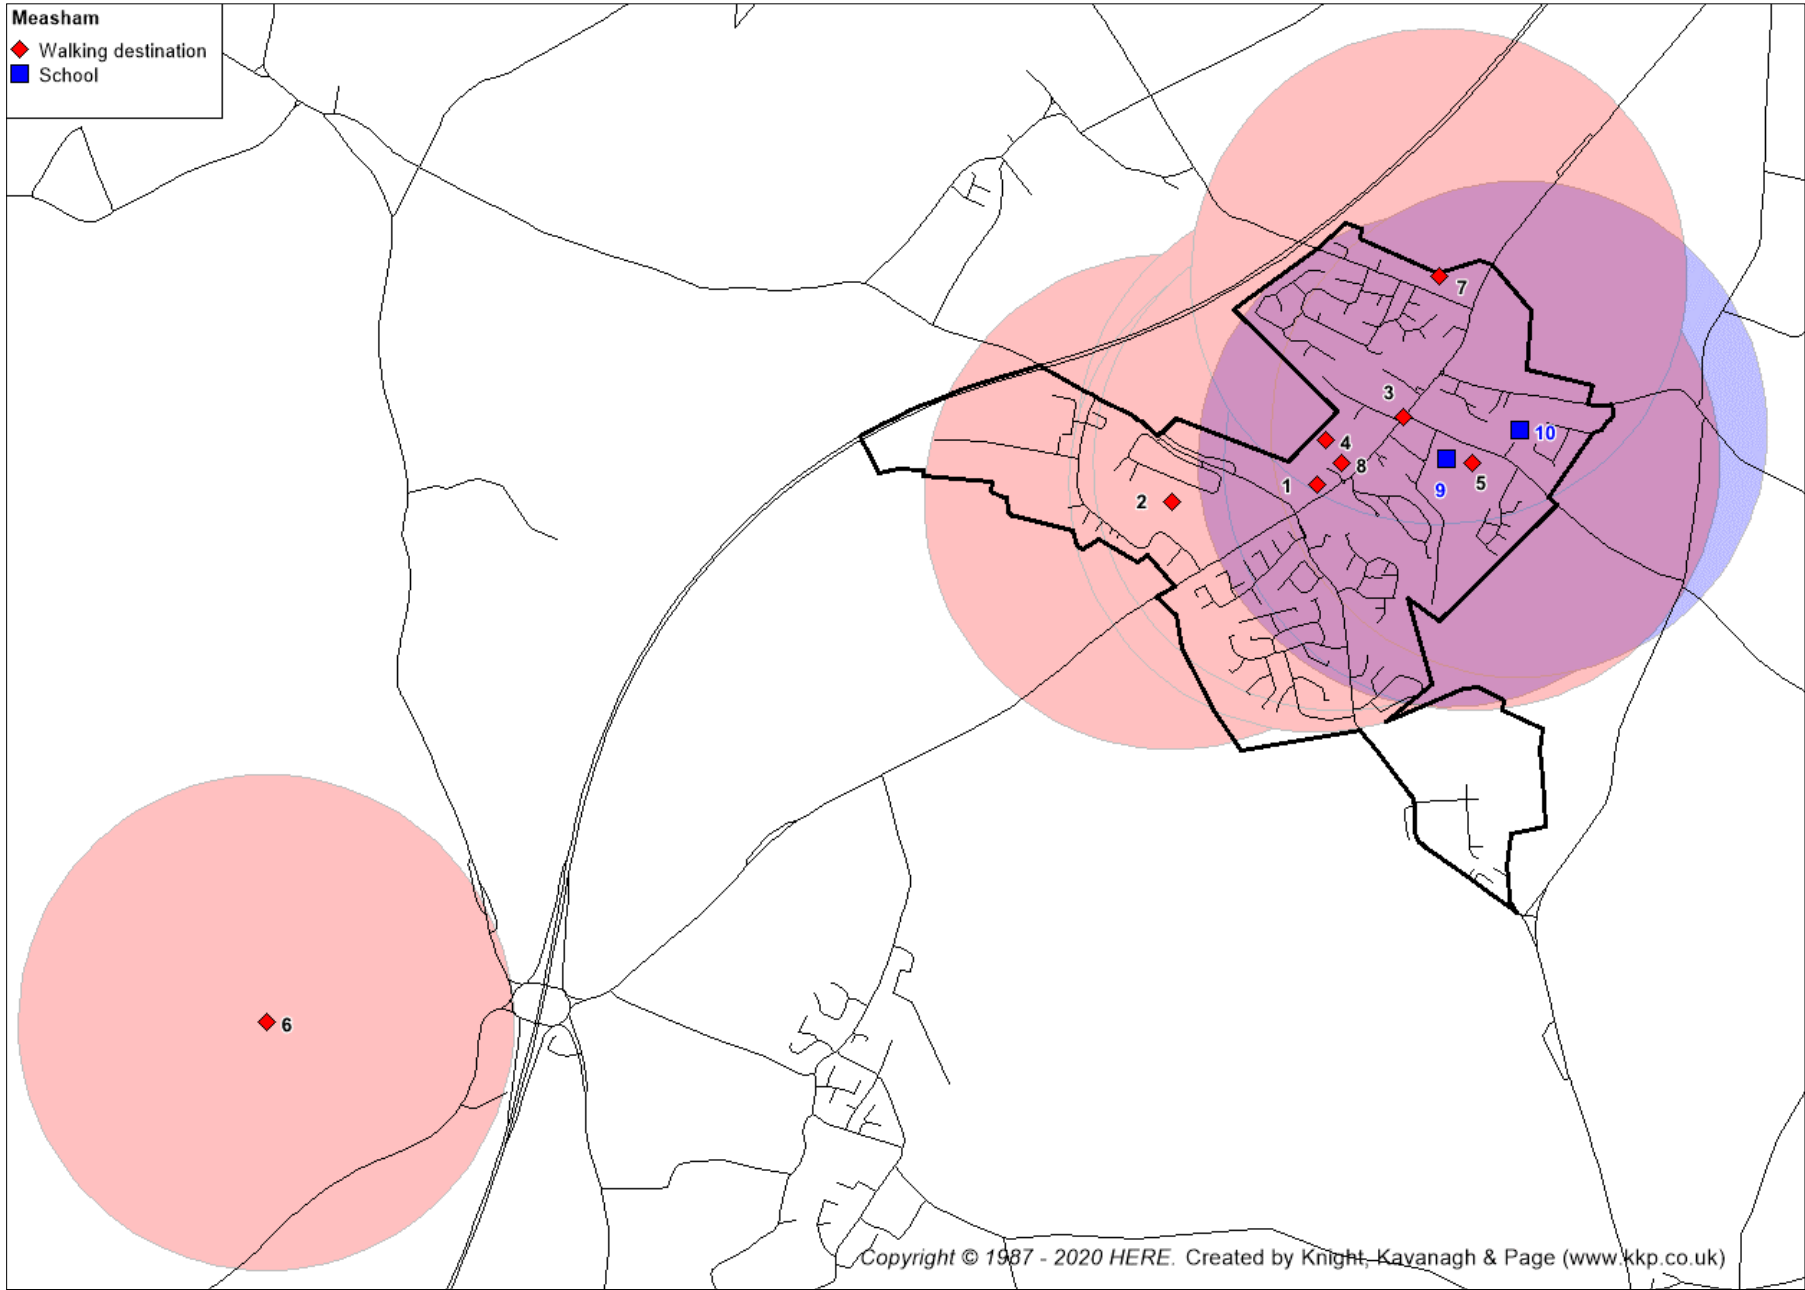 Measham
Walking destination
School
7
3
10
4
8
1
9
5
2
6
Copyright © 1987 - 2020 HERE. Created by Knight, Kavanagh & Page (www.kkp.co.uk)